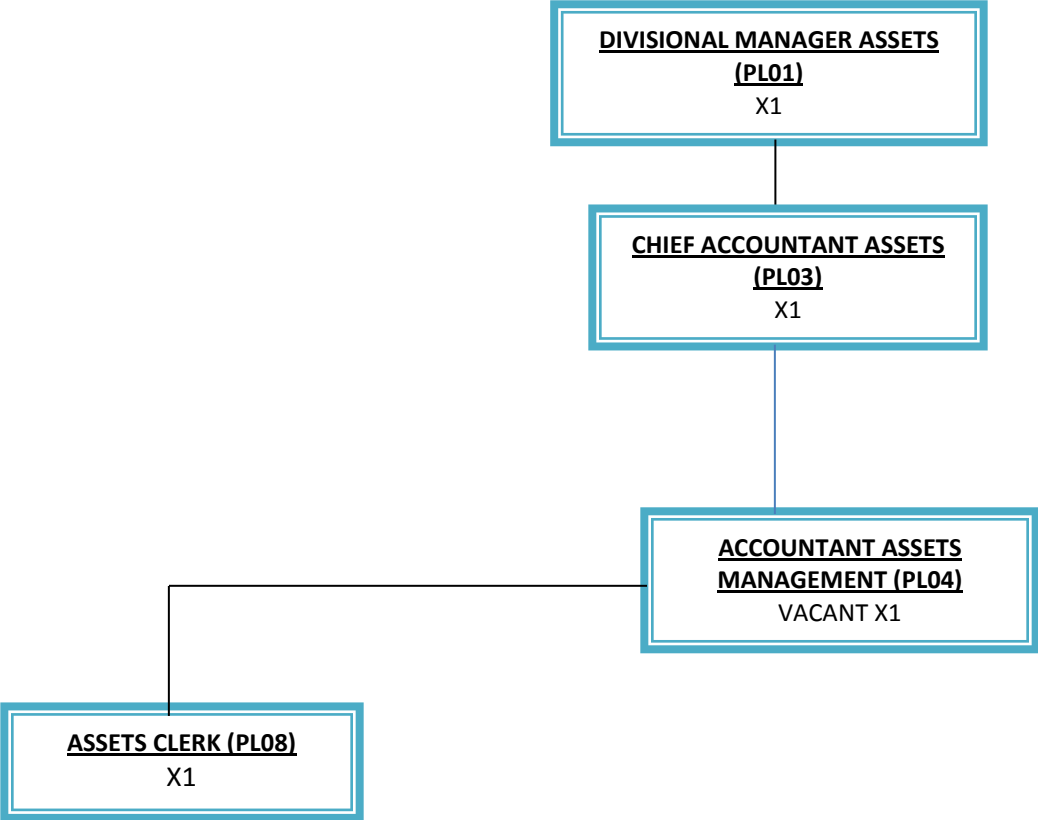 DIVISIONAL MANAGER ASSETS
(PL01)
X1
CHIEF ACCOUNTANT ASSETS
(PL03)
X1
ACCOUNTANT ASSETS
MANAGEMENT (PL04)
VACANT X1
ASSETS CLERK (PL08)
X1